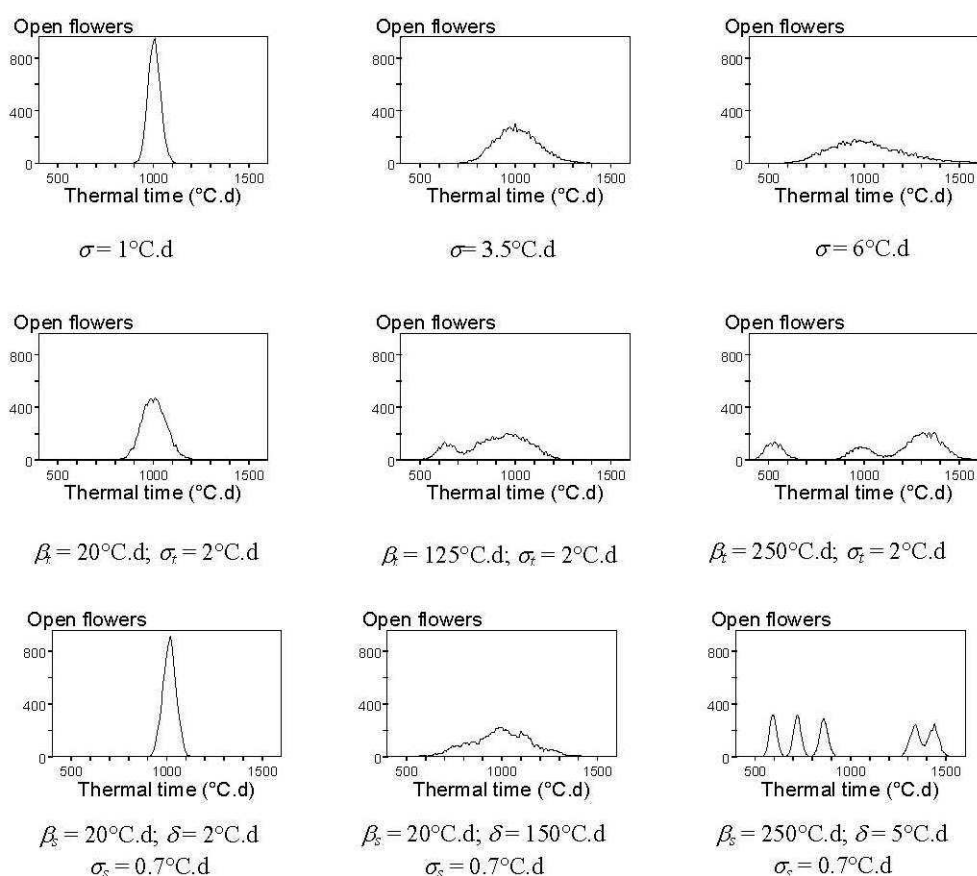 Open flowers Open flowers Open flowers
800 800 800
400 400 400
0 0 0
500 1000 1500 500 1000 1500 500 1000 1500
Thermal time (°C.d) Thermal time (°C.d) Thermal time (°C.d)
σ = 1°C.d σ = 3.5°C.d σ = 6°C.d
Open flowers Open flowers Open flowers
800 800 800
400 400 400
0 0 0
500 1000 1500 500 1000 1500 500 1000 1500
Thermal time (°C.d) Thermal time (°C.d) Thermal time (°C.d)
βt = 20°C.d; σt = 2°C.d βt = 125°C.d; σt = 2°C.d βt = 250°C.d; σt = 2°C.d
Open flowers Open flowers Open flowers
800 800 800
400 400 400
0 0 0
500 1000 1500 500 1000 1500 500 1000 1500
Thermal time (°C.d) Thermal time (°C.d) Thermal time (°C.d)
βs = 20°C.d; δ = 2°C.d βs = 20°C.d; δ = 150°C.d βs = 250°C.d; δ = 5°C.d
σs = 0.7°C.d σs = 0.7°C.d σs = 0.7°C.d